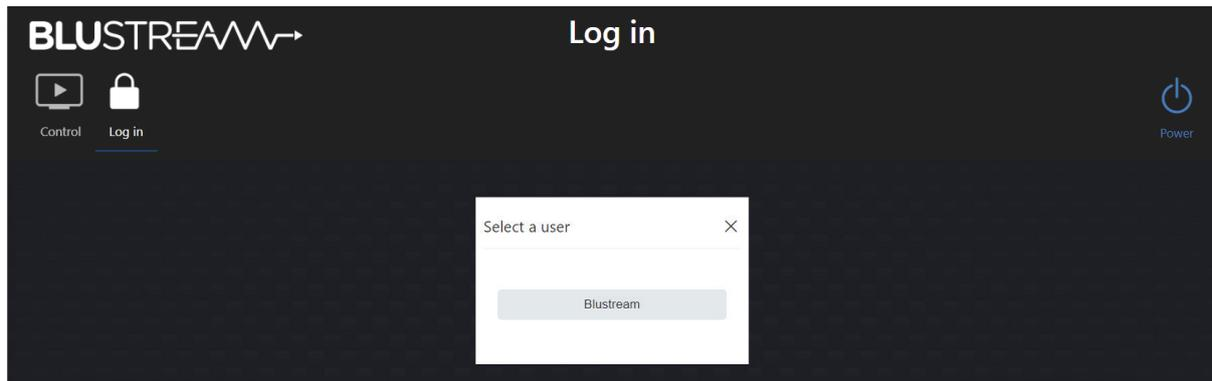 BLUSTREAM
Log in
Control
Log in
Power
Select a user
Blustream